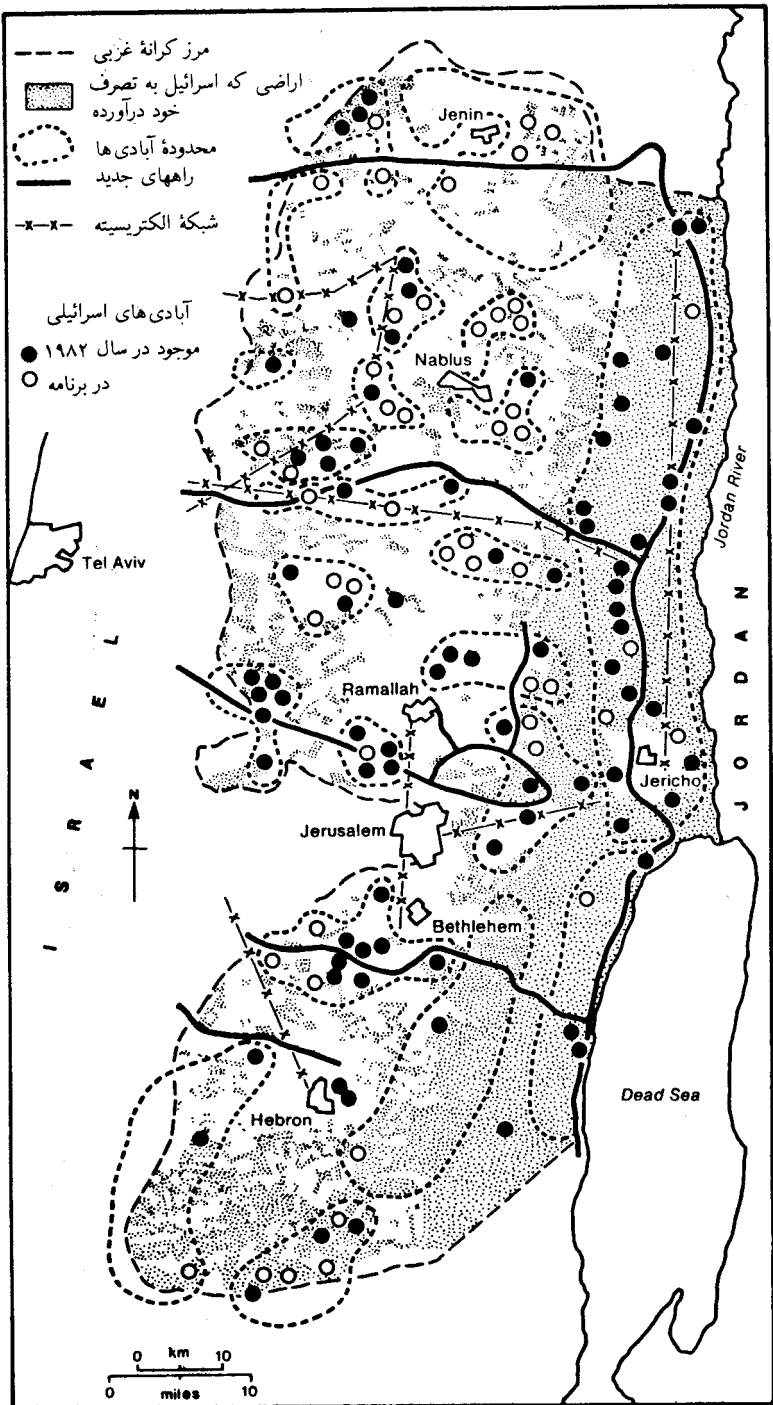 مرز کرانهٔ غربی
اراضی که اسرائیل به تصرف
خود درآورده
محدودهٔ آبادی‌ها
راههای جدید
شبکهٔ الکتریسیته
آبادی‌های اسرائیلی
موجود در سال ۱۹۸۲
در برنامه
Jenin
Nablus
Jordan River
Tel Aviv
ISRAEL
JORDAN
Ramallah
Jericho
N
Jerusalem
Bethlehem
Hebron
Dead Sea
0 km 10
0 miles 10